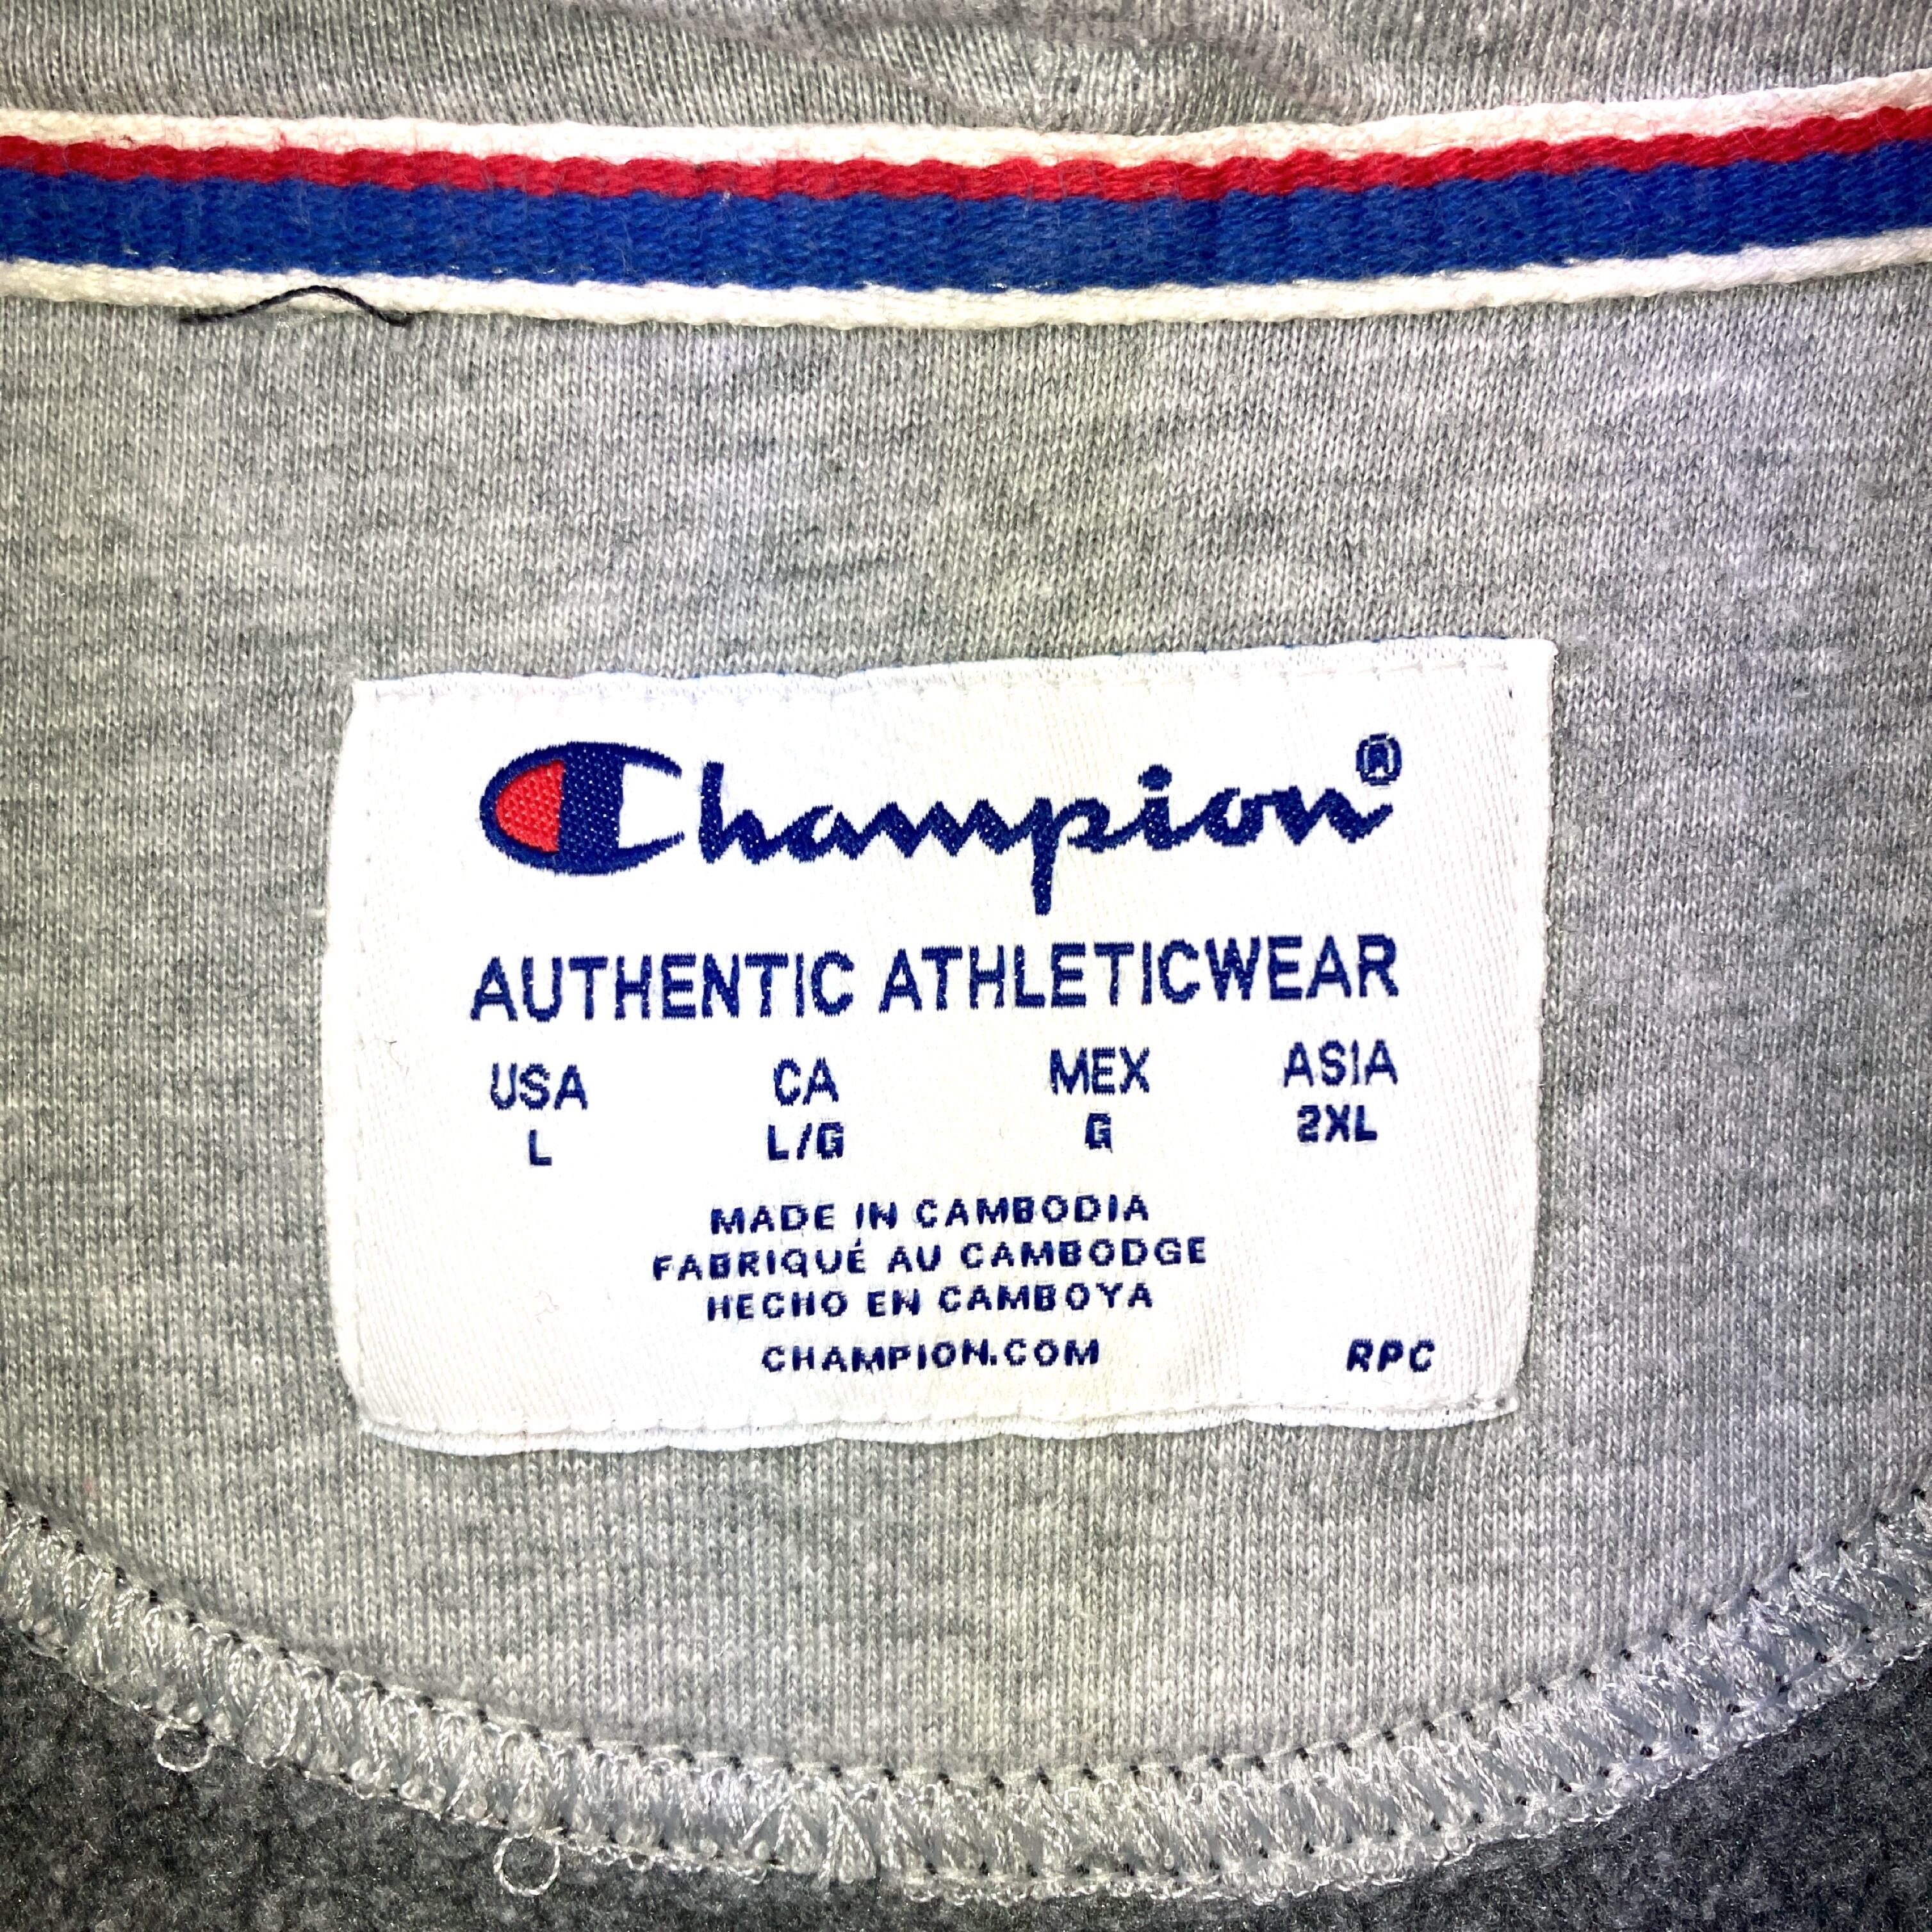 Champion®
AUTHENTIC ATHLETICWEAR
USA CA MEX ASIA
L L/G G 2XL
MADE IN CAMBODIA
FABRIQUÉ AU CAMBODGE
HECHO EN CAMBOYA
CHAMPION.COM RPC